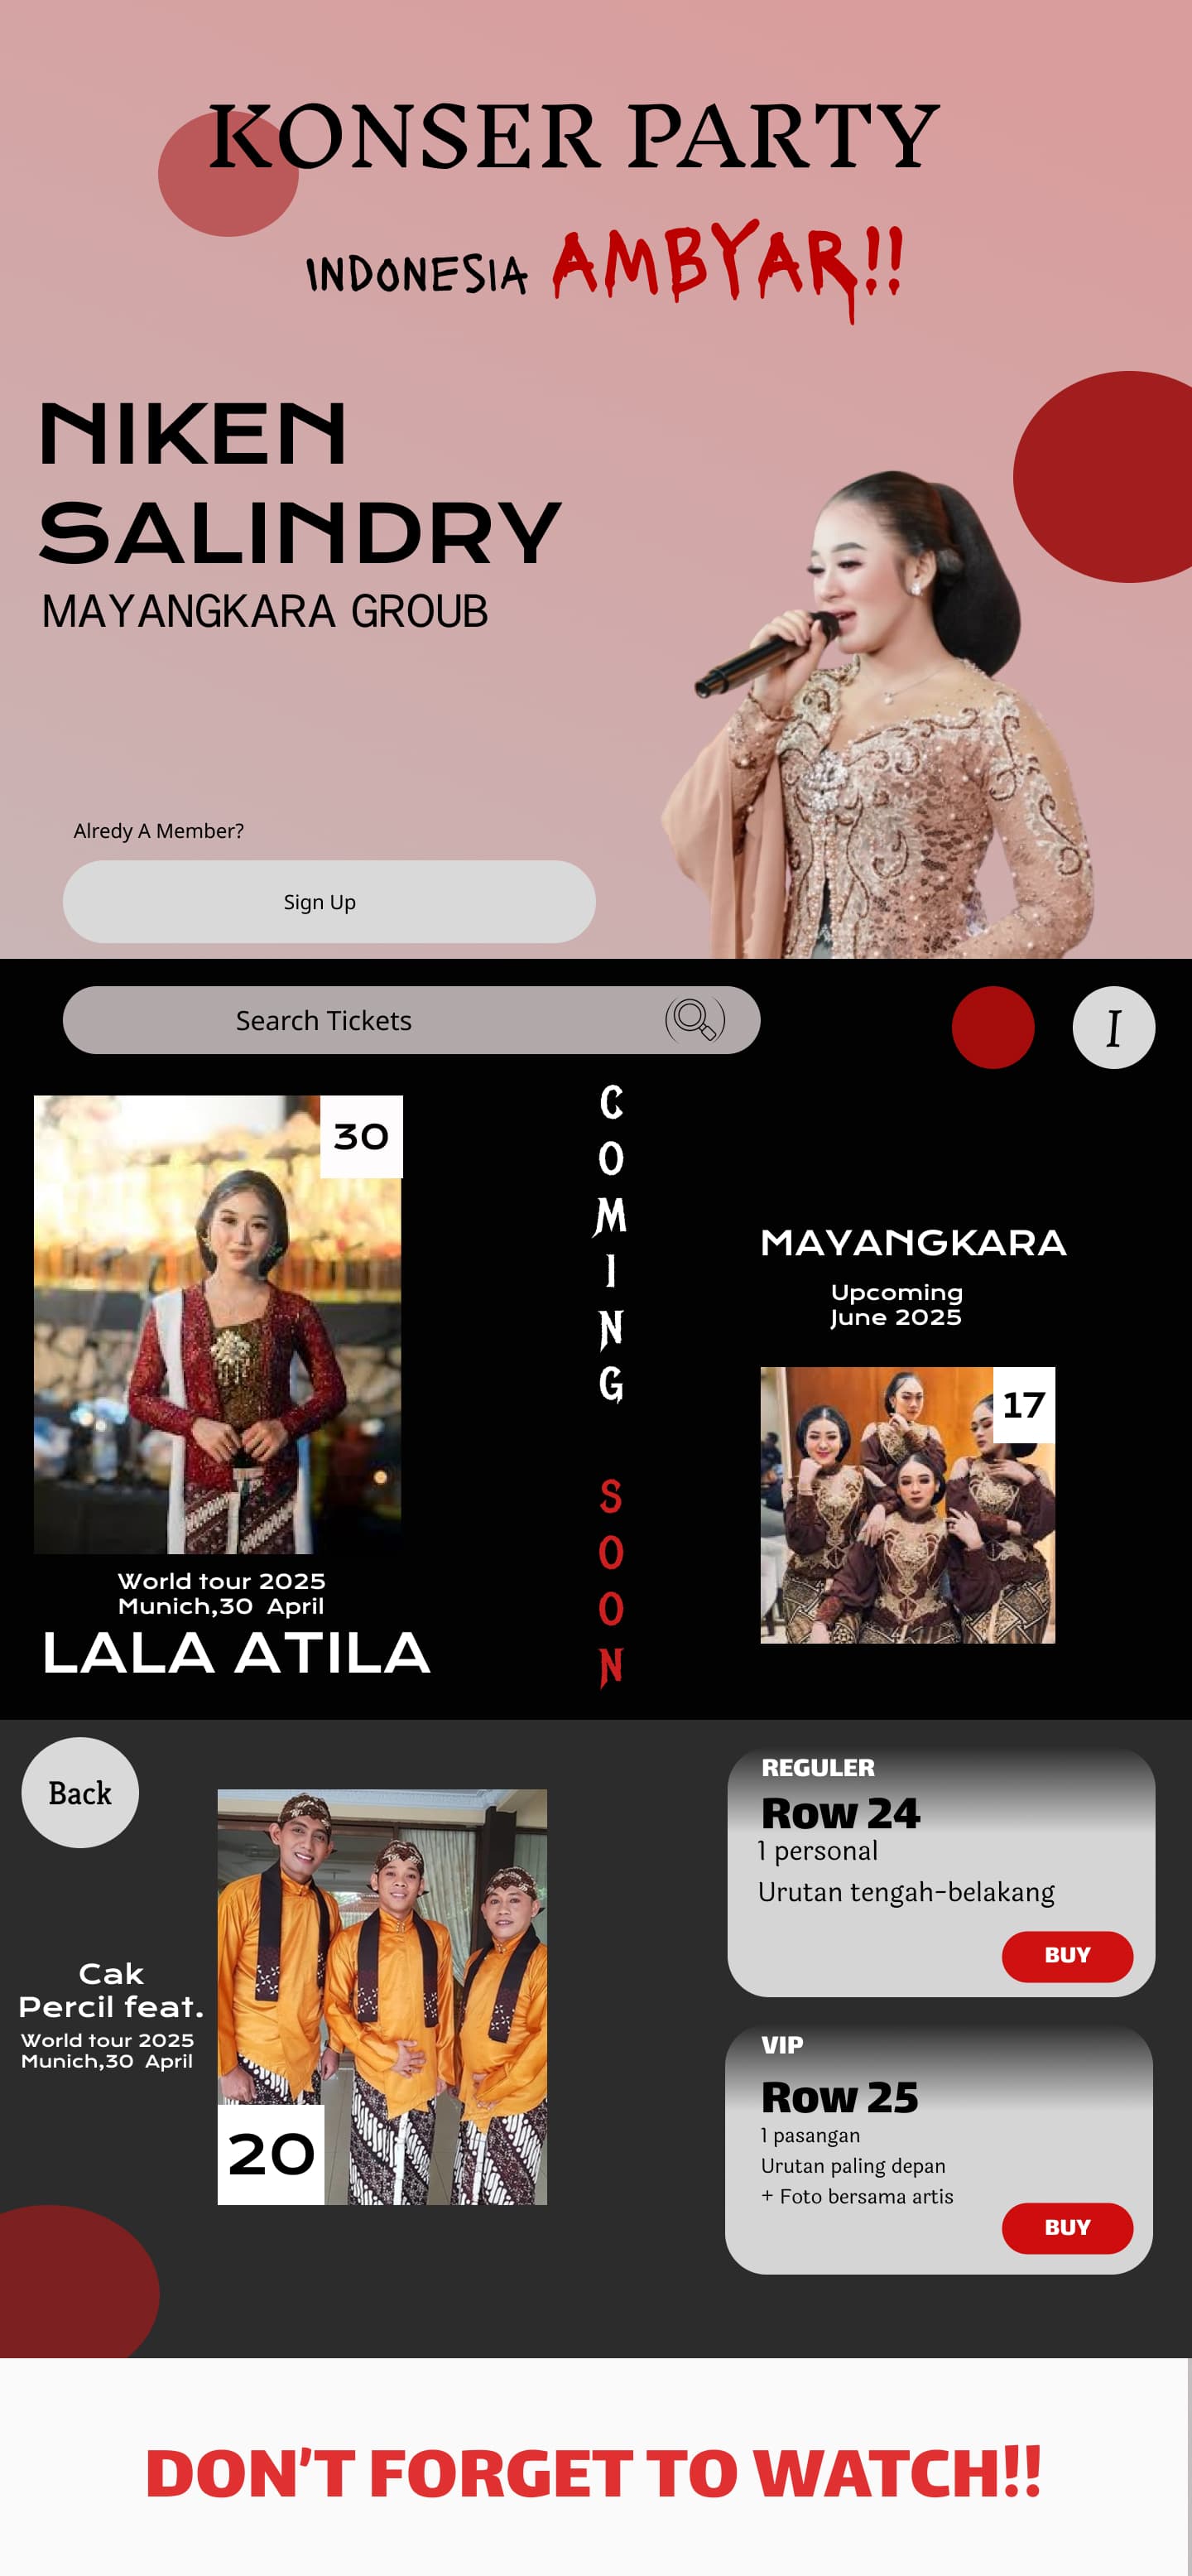 KONSER PARTY
INDONESIA AMBYAR!!
NIKEN
SALINDRY
MAYANGKARA GROUB
Alredy A Member?
Sign Up
Search Tickets
I
30
COMING SOON
World tour 2025
Munich,30 April
LALA ATILA
MAYANGKARA
Upcoming
June 2025
17
Back
Cak
Percil feat.
World tour 2025
Munich,30 April
20
REGULER
Row 24
1 personal
Urutan tengah-belakang
BUY
VIP
Row 25
1 pasangan
Urutan paling depan
+ Foto bersama artis
BUY
DON'T FORGET TO WATCH!!